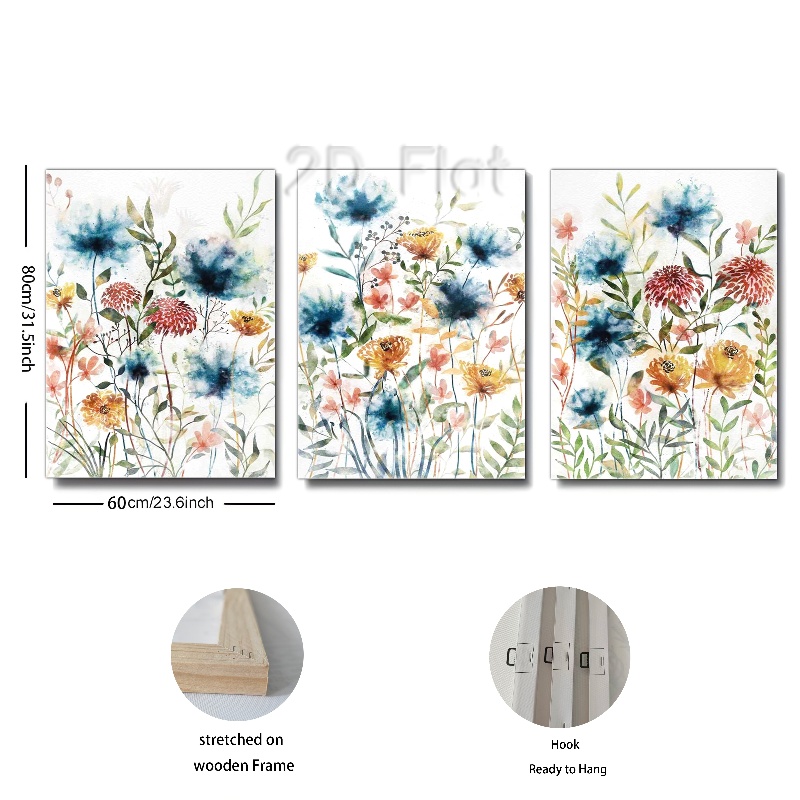 2D Flat
80cm/31.5inch
60cm/23.6inch
stretched on
wooden Frame
Hook
Ready to Hang